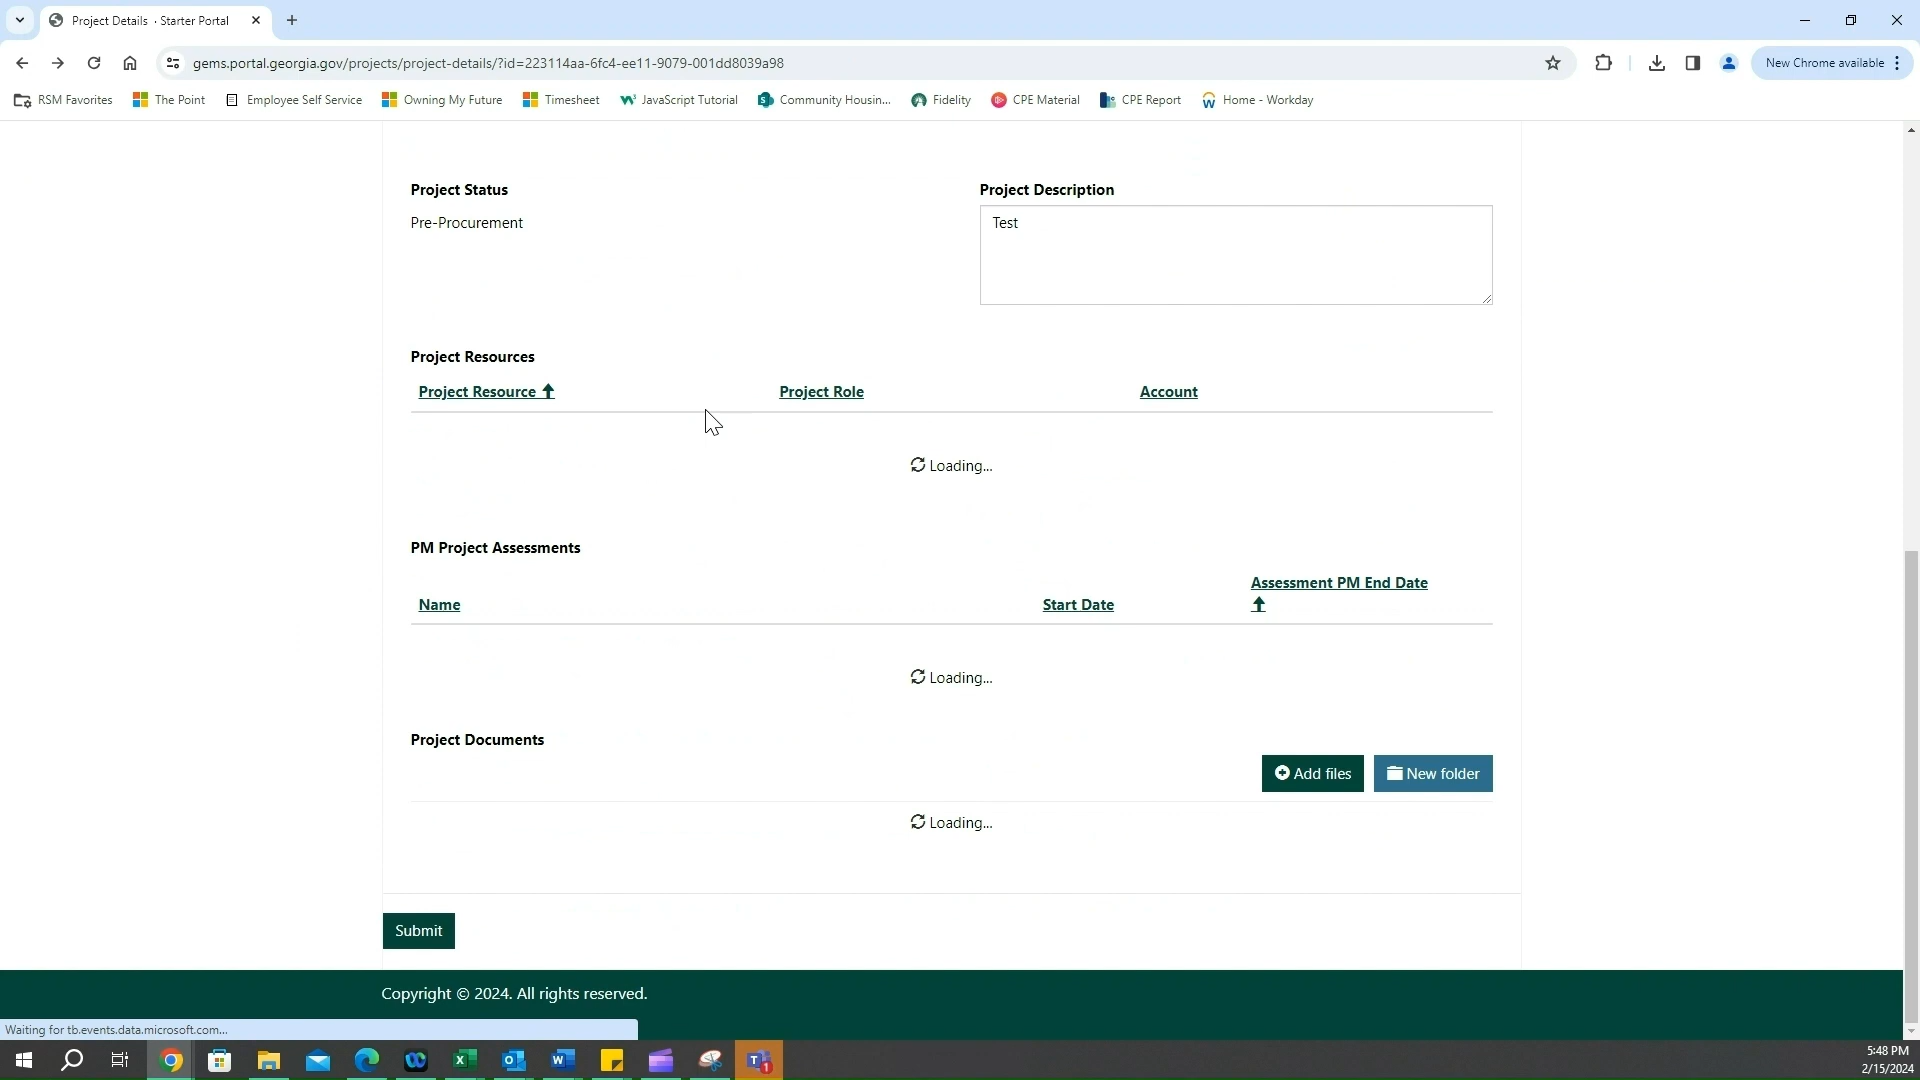 Project Details · Starter Portal
gems.portal.georgia.gov/projects/project-details/?id=223114aa-6fc4-ee11-9079-001dd8039a98
New Chrome available
RSM Favorites
The Point
Employee Self Service
Owning My Future
Timesheet
JavaScript Tutorial
Community Housin...
Fidelity
CPE Material
CPE Report
Home - Workday
Project Status
Project Description
Pre-Procurement
Test
Project Resources
Project Resource
Project Role
Account
Loading...
PM Project Assessments
Name
Start Date
Assessment PM End Date
Loading...
Project Documents
Add files
New folder
Loading...
Submit
Copyright © 2024. All rights reserved.
Waiting for tb.events.data.microsoft.com...
5:48 PM
2/15/2024